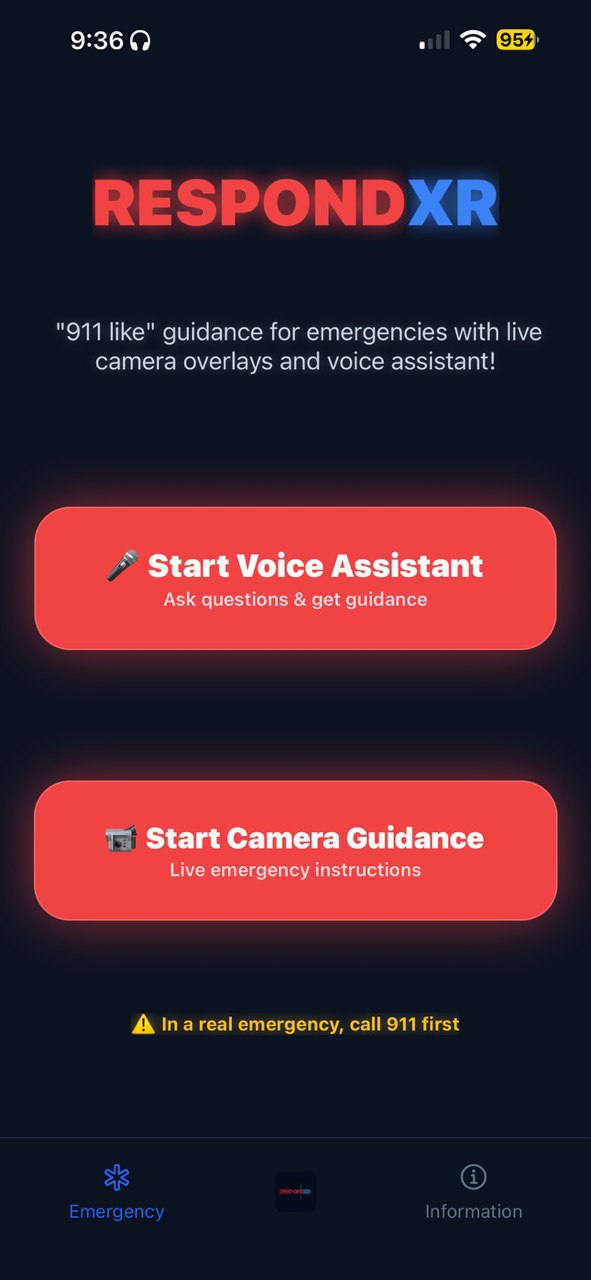 9:36
95
RESPONDXR
"911 like" guidance for emergencies with live
camera overlays and voice assistant!
🎤 Start Voice Assistant
Ask questions & get guidance
📹 Start Camera Guidance
Live emergency instructions
⚠️ In a real emergency, call 911 first
RESPONDXR
Emergency
Information